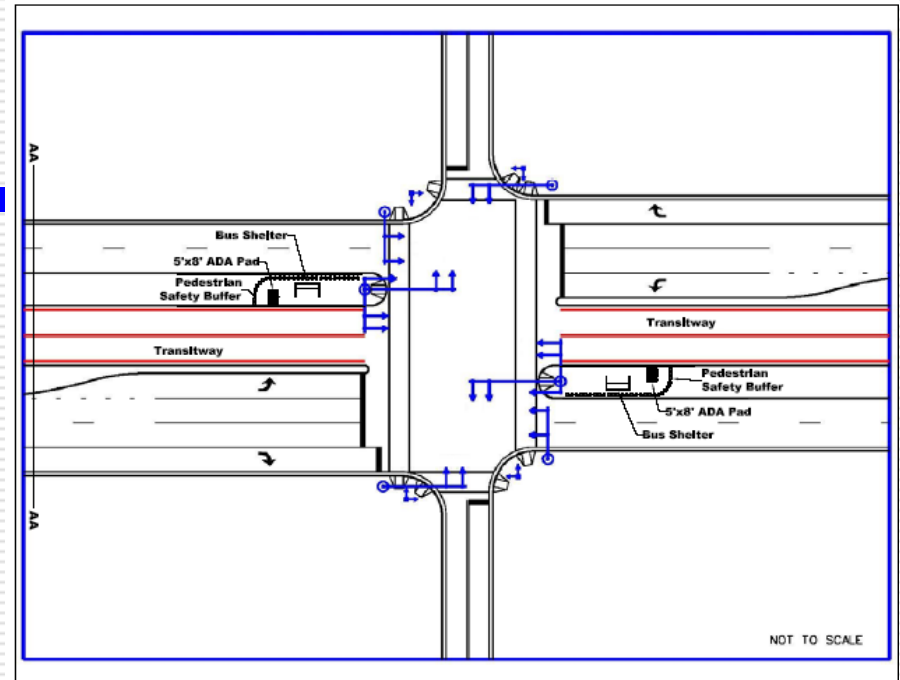 AA
Bus Shelter
5'x8' ADA Pad
Pedestrian
Safety Buffer
Transitway
Transitway
Pedestrian
Safety Buffer
5'x8' ADA Pad
Bus Shelter
AA
NOT TO SCALE